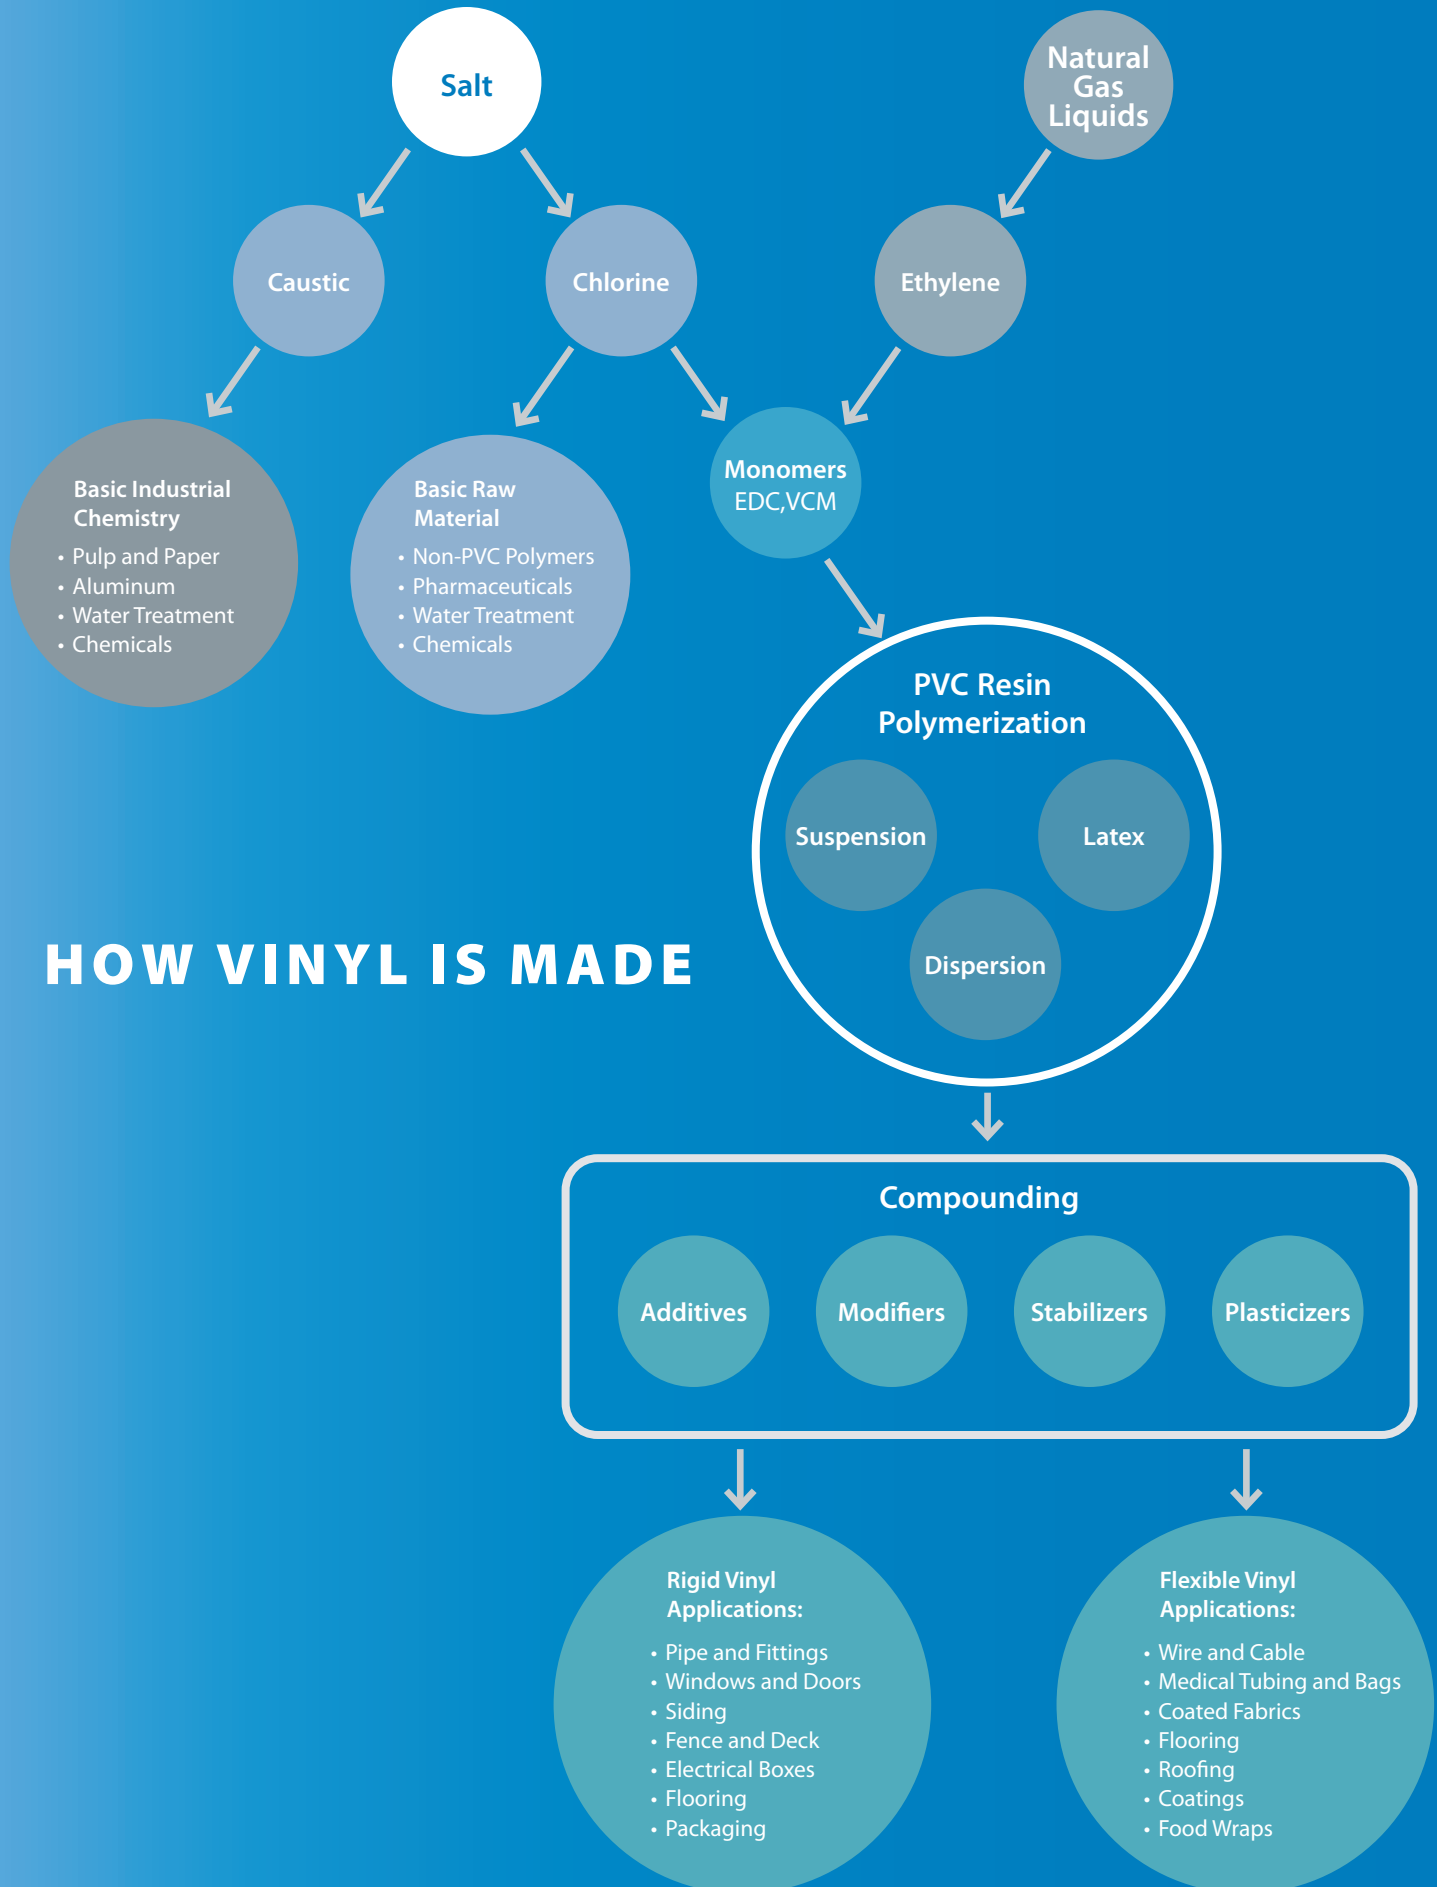 Salt
Natural
Gas
Liquids
Caustic
Chlorine
Ethylene
Basic Industrial
Chemistry
• Pulp and Paper
• Aluminum
• Water Treatment
• Chemicals
Basic Raw
Material
• Non-PVC Polymers
• Pharmaceuticals
• Water Treatment
• Chemicals
Monomers
EDC,VCM
PVC Resin
Polymerization
Suspension
Latex
Dispersion
HOW VINYL IS MADE
Compounding
Additives
Modifiers
Stabilizers
Plasticizers
Rigid Vinyl
Applications:
• Pipe and Fittings
• Windows and Doors
• Siding
• Fence and Deck
• Electrical Boxes
• Flooring
• Packaging
Flexible Vinyl
Applications:
• Wire and Cable
• Medical Tubing and Bags
• Coated Fabrics
• Flooring
• Roofing
• Coatings
• Food Wraps